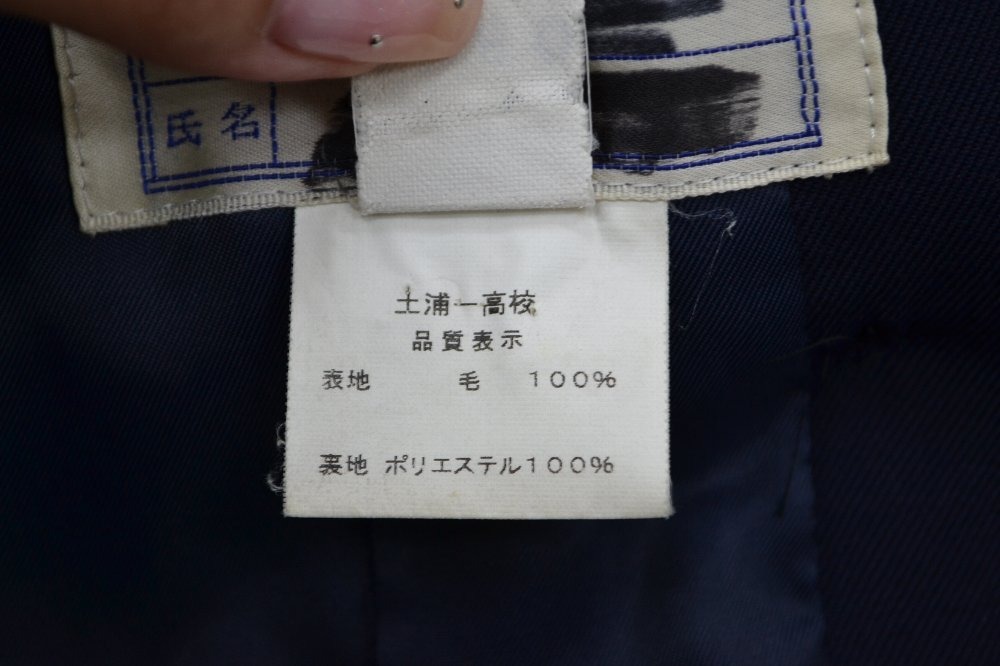 氏名
土浦一高校
品質表示
表地 毛 100%
裏地 ポリエステル100%